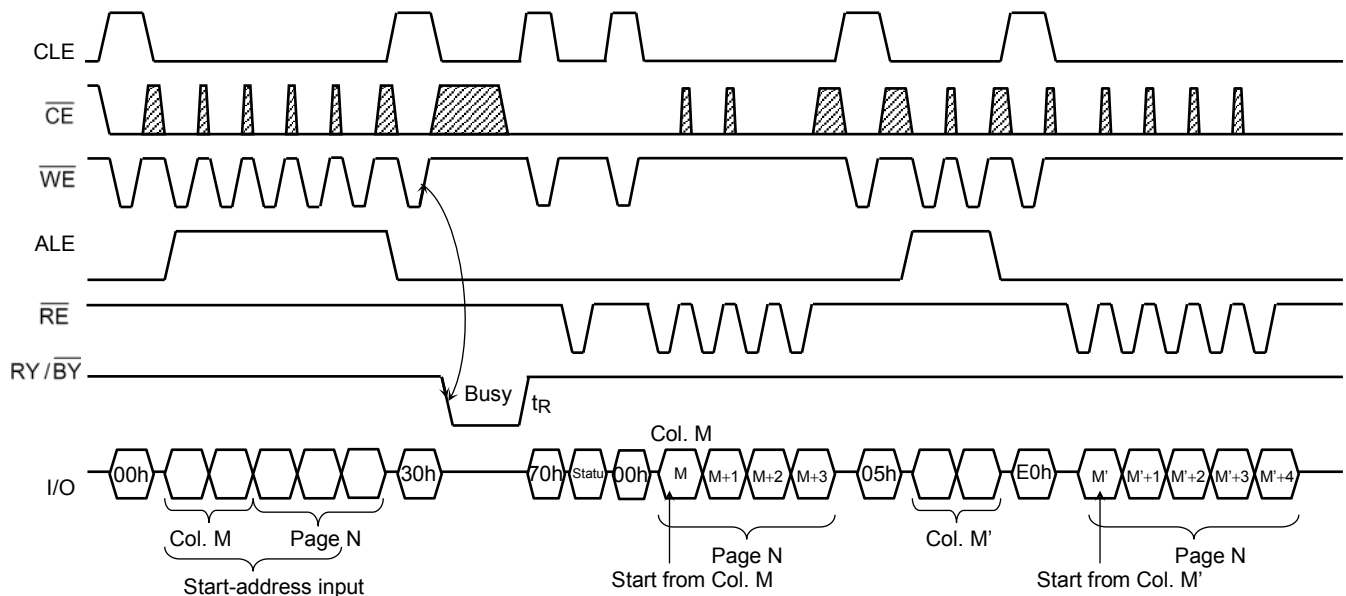 CLE
CE
WE
ALE
RE
RY/BY
Busy
tR
Col. M
I/O
00h
30h
70h
Statu
00h
M
M+1
M+2
M+3
05h
E0h
M'
M'+1
M'+2
M'+3
M'+4
Col. M
Page N
Col. M'
Page N
Page N
Start-address input
Start from Col. M
Start from Col. M'